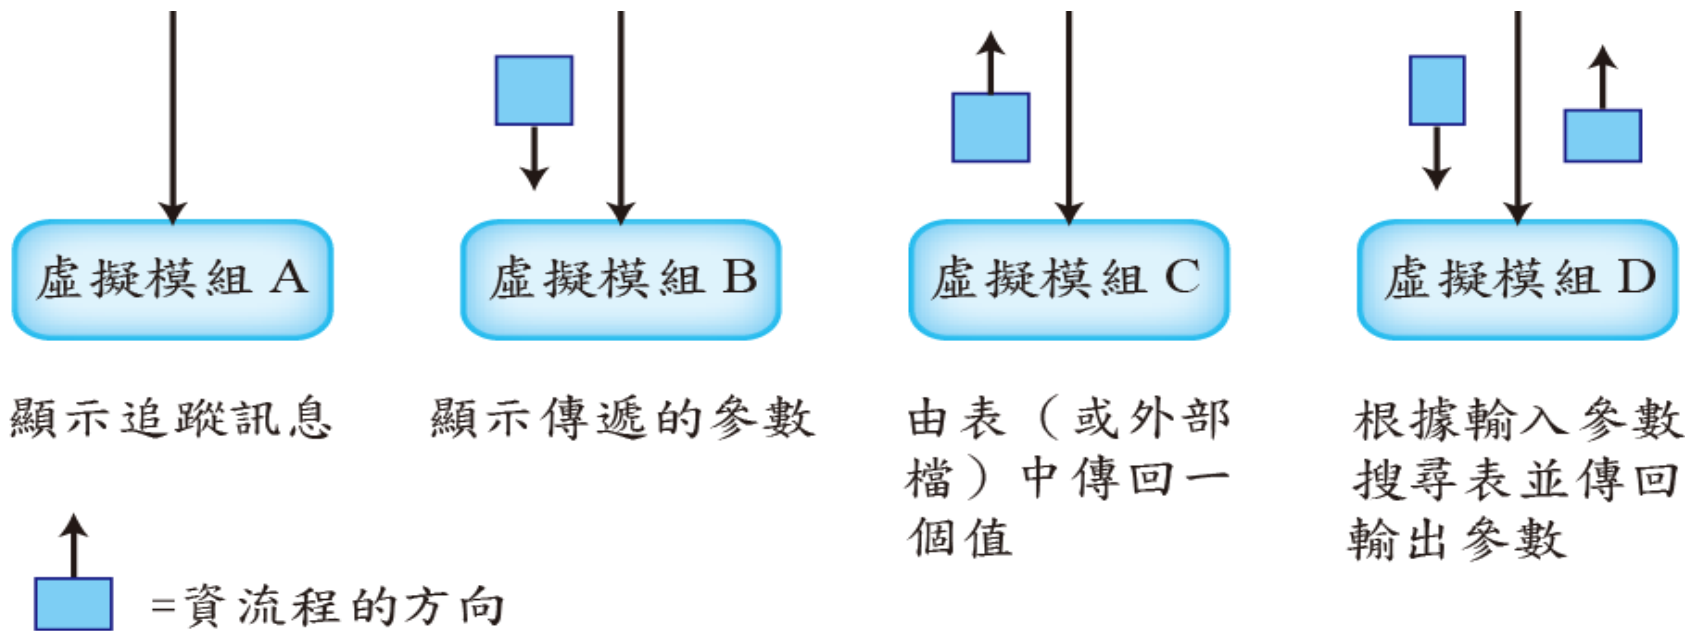 虛擬模組 A
虛擬模組 B
虛擬模組 C
虛擬模組 D
顯示追蹤訊息
顯示傳遞的參數
由表（或外部
檔）中傳回一
個值
根據輸入參數
搜尋表並傳回
輸出參數
=資流程的方向